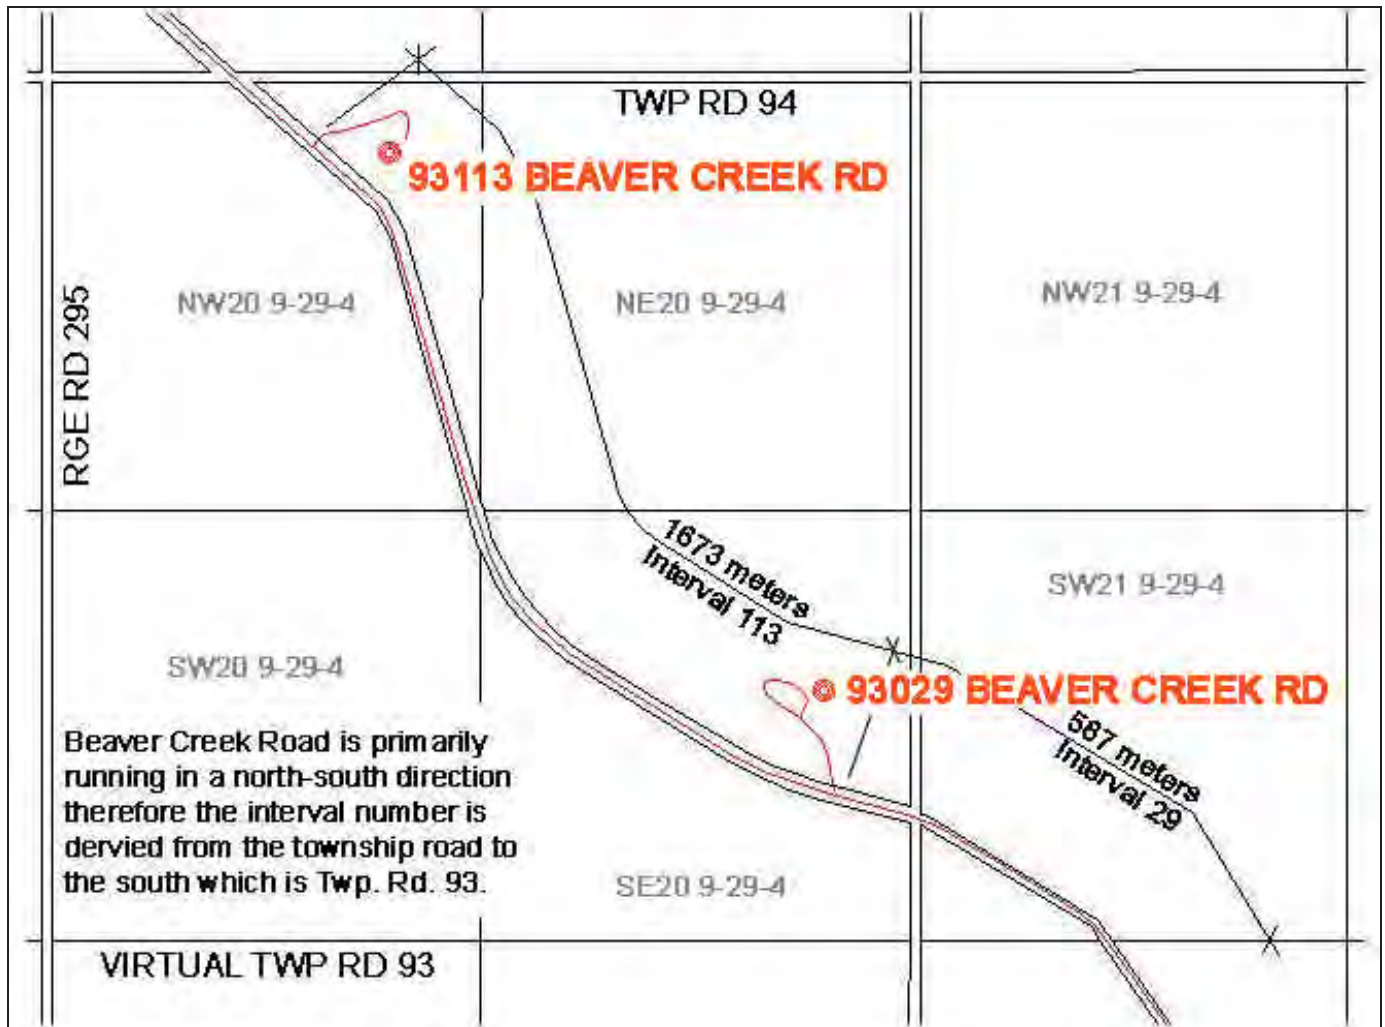 TWP RD 94
93113 BEAVER CREEK RD
RGE RD 295
NW20 9-29-4
NE20 9-29-4
NW21 9-29-4
1673 meters
Interval 113
SW21 9-29-4
SW20 9-29-4
93029 BEAVER CREEK RD
587 meters
Interval 29
Beaver Creek Road is primarily
running in a north-south direction
therefore the interval number is
dervied from the township road to
the south which is Twp. Rd. 93.
SE20 9-29-4
VIRTUAL TWP RD 93